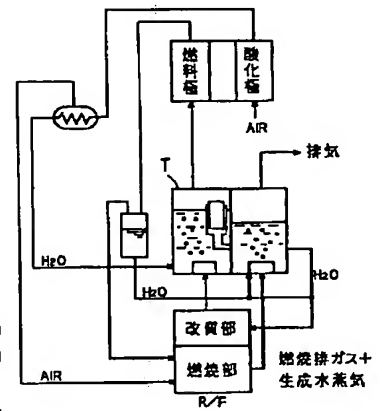 燃料極
酸化極
AIR
排気
T
H2O
H2O
H2O
改質部
燃焼部
燃焼排ガス+
生成水蒸気
AIR
R/F